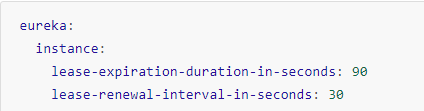 eureka:
  instance:
    lease-expiration-duration-in-seconds: 90
    lease-renewal-interval-in-seconds: 30